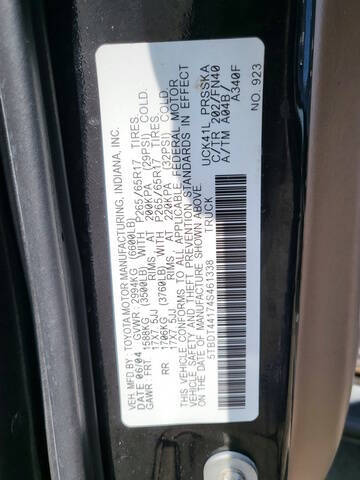 VEH. MFD. BY: TOYOTA MOTOR MANUFACTURING, INDIANA, INC.
DATE 06/04 GVWR: 2994KG (6600LB)
GAWR: FRT 1588KG (3500LB) WITH P265/65R17 TIRES.
17X7.5JJ RIMS AT 200KPA (29PSI) COLD.
RR 1706KG (3760LB) WITH P265/65R17 TIRES.
17X7.5JJ RIMS AT 220KPA (32PSI) COLD.
THIS VEHICLE CONFORMS TO ALL APPLICABLE FEDERAL MOTOR
VEHICLE SAFETY AND THEFT PREVENTION STANDARDS IN EFFECT
ON THE DATE OF MANUFACTURE SHOWN ABOVE.
5TBDT44174S461338 TRUCK
UCK41L PRSSKA
C/TR 202/FN40
A/TM A04B/
A340F
NO. 923